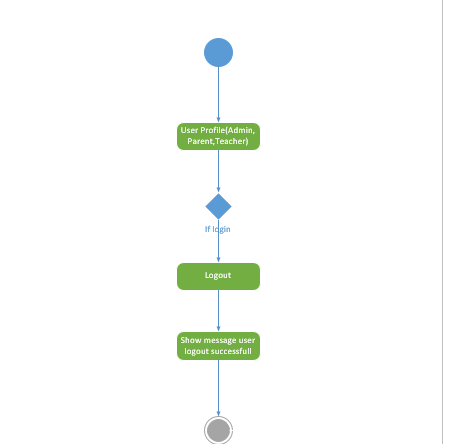 User Profile(Admin,
Parent,Teacher)
If login
Logout
Show message user
logout successfull